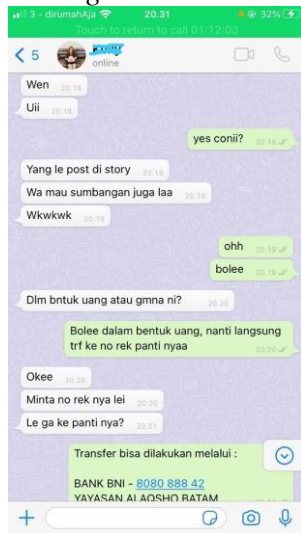 3 - dirumahAja 20.31 32%
Touch to return to call 01:12:03
5
online
Wen 20.18
Uii 20.18
yes conii? 20.18
Yang le post di story 20.19
Wa mau sumbangan juga laa 20.19
Wkwkwk 20.19
ohh 20.19
bolee 20.19
Dlm bntuk uang atau gmna ni? 20.20
Bolee dalam bentuk uang, nanti langsung
trf ke no rek panti nyaa 20.20
Okee 20.20
Minta no rek nya lei 20.20
Le ga ke panti nya? 20.21
Transfer bisa dilakukan melalui :
BANK BNI - 8080 888 42
YAYASAN ALAQSHO BATAM